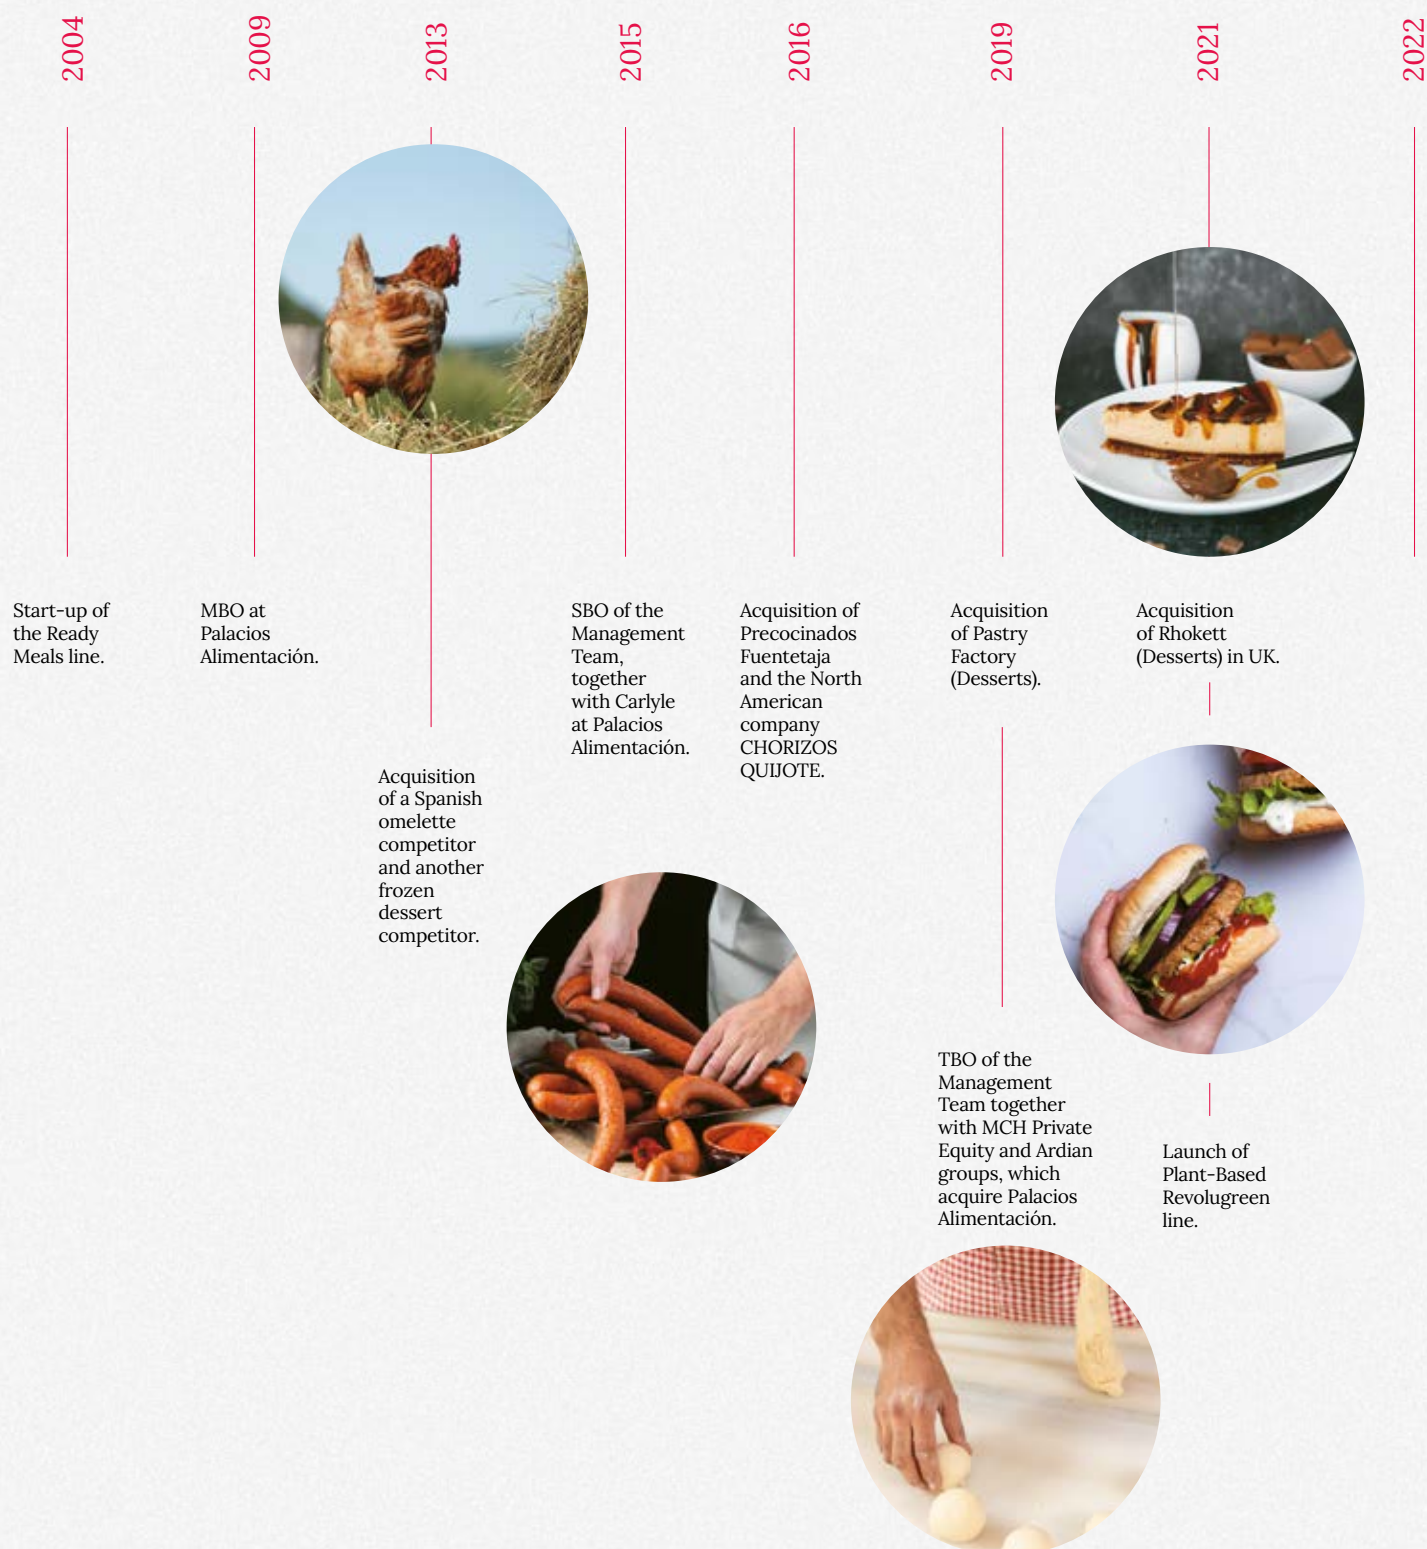 2004
2009
2013
2015
2016
2019
2021
2022
Start-up of
the Ready
Meals line.
MBO at
Palacios
Alimentación.
Acquisition
of a Spanish
omelette
competitor
and another
frozen
dessert
competitor.
SBO of the
Management
Team,
together
with Carlyle
at Palacios
Alimentación.
Acquisition of
Precocinados
Fuentetaja
and the North
American
company
CHORIZOS
QUIJOTE.
Acquisition
of Pastry
Factory
(Desserts).
TBO of the
Management
Team together
with MCH Private
Equity and Ardian
groups, which
acquire Palacios
Alimentación.
Acquisition
of Rhokett
(Desserts) in UK.
Launch of
Plant-Based
Revolugreen
line.